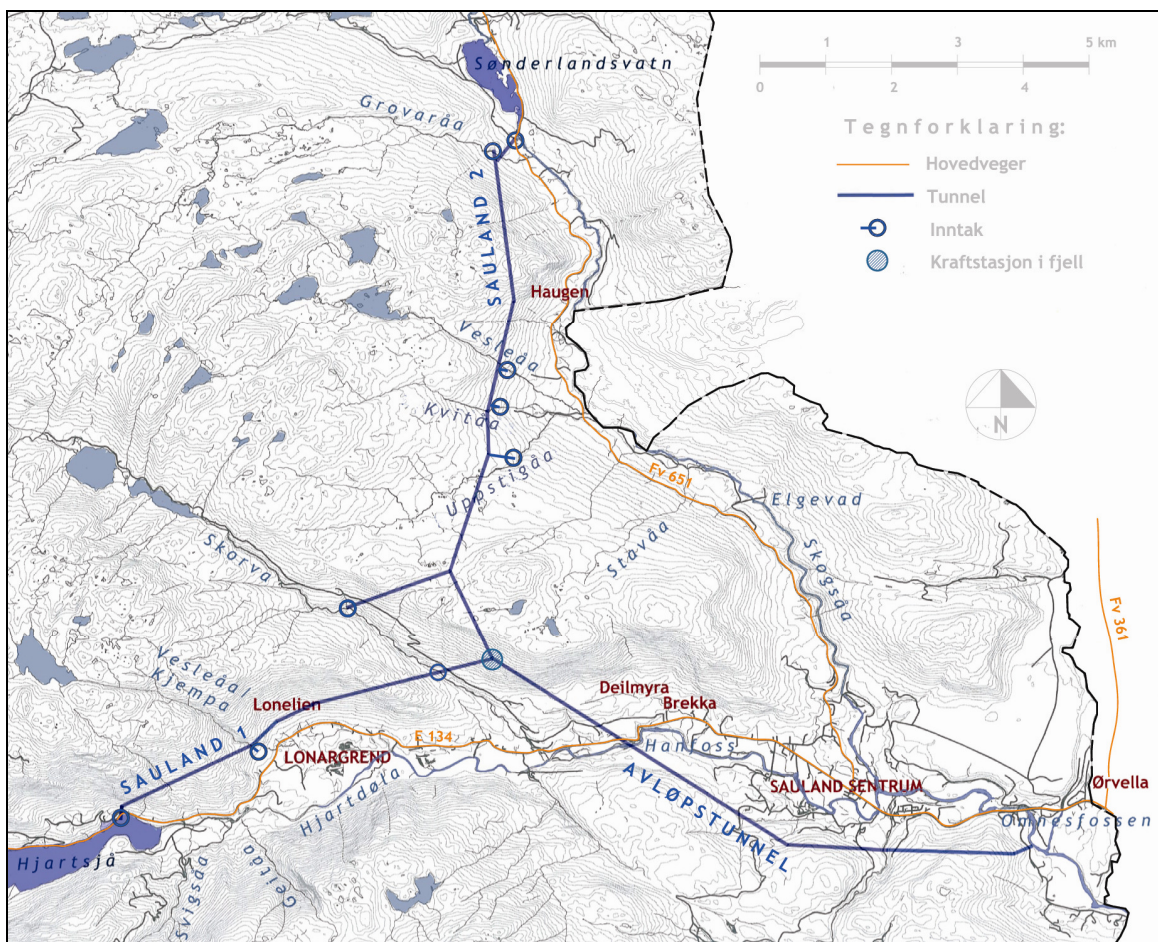 Sønderlandsvatn
1 3 5 km
0 2 4
Grovaråa
Tegnforklaring:
Hovedveger
Tunnel
Inntak
Kraftstasjon i fjell
SAULAND 2
Haugen
Vesleåa
Kvitåa
N
Uppstigåa
Fv 651
Elgevad
Skorva
Stavåa
Skogsåa
Fv 361
Vesleåa/
Kjempa
Lonelien
Deilmyra
Brekka
SAULAND 1
E 134
LONARGREND
Hanfoss
Hjartdøla
AVLØPSTUNNEL
SAULAND SENTRUM
Ørvella
Omnesfossen
Hjartsjå
Svigsåa
Geitåa